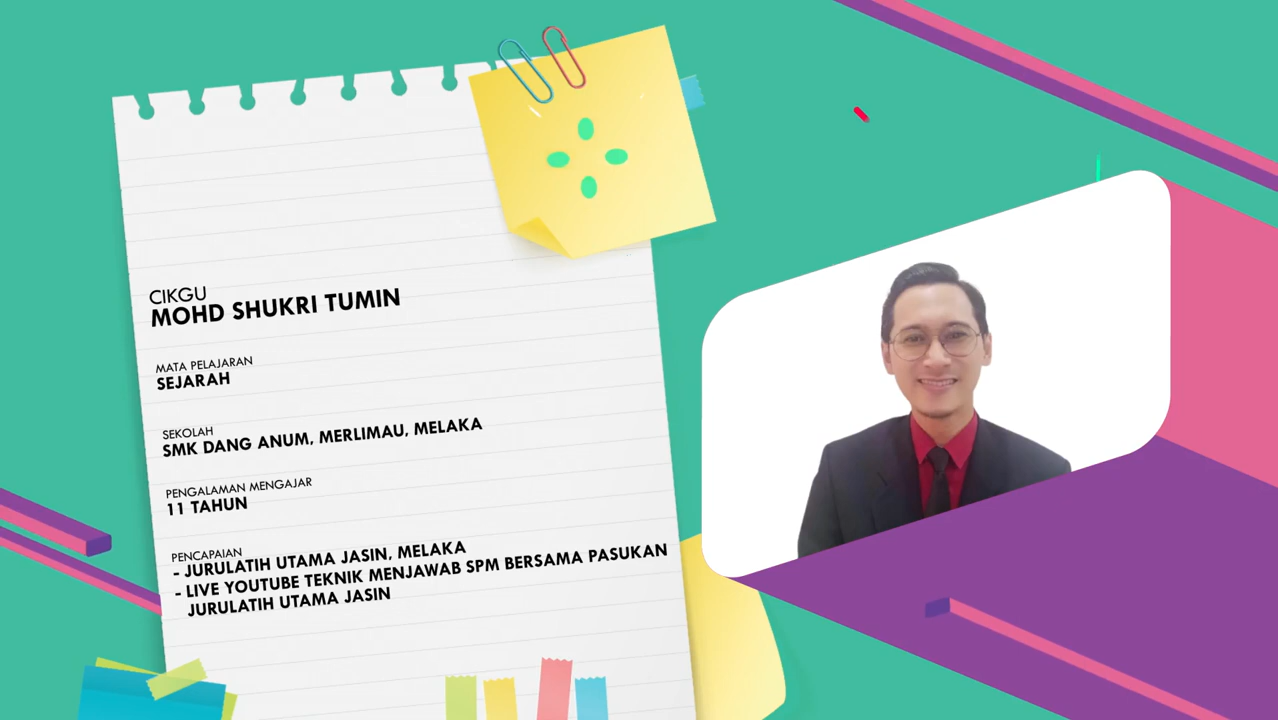 CIKGU
MOHD SHUKRI TUMIN
MATA PELAJARAN
SEJARAH
SEKOLAH
SMK DANG ANUM, MERLIMAU, MELAKA
PENGALAMAN MENGAJAR
11 TAHUN
PENCAPAIAN
- JURULATIH UTAMA JASIN, MELAKA
- LIVE YOUTUBE TEKNIK MENJAWAB SPM BERSAMA PASUKAN
JURULATIH UTAMA JASIN